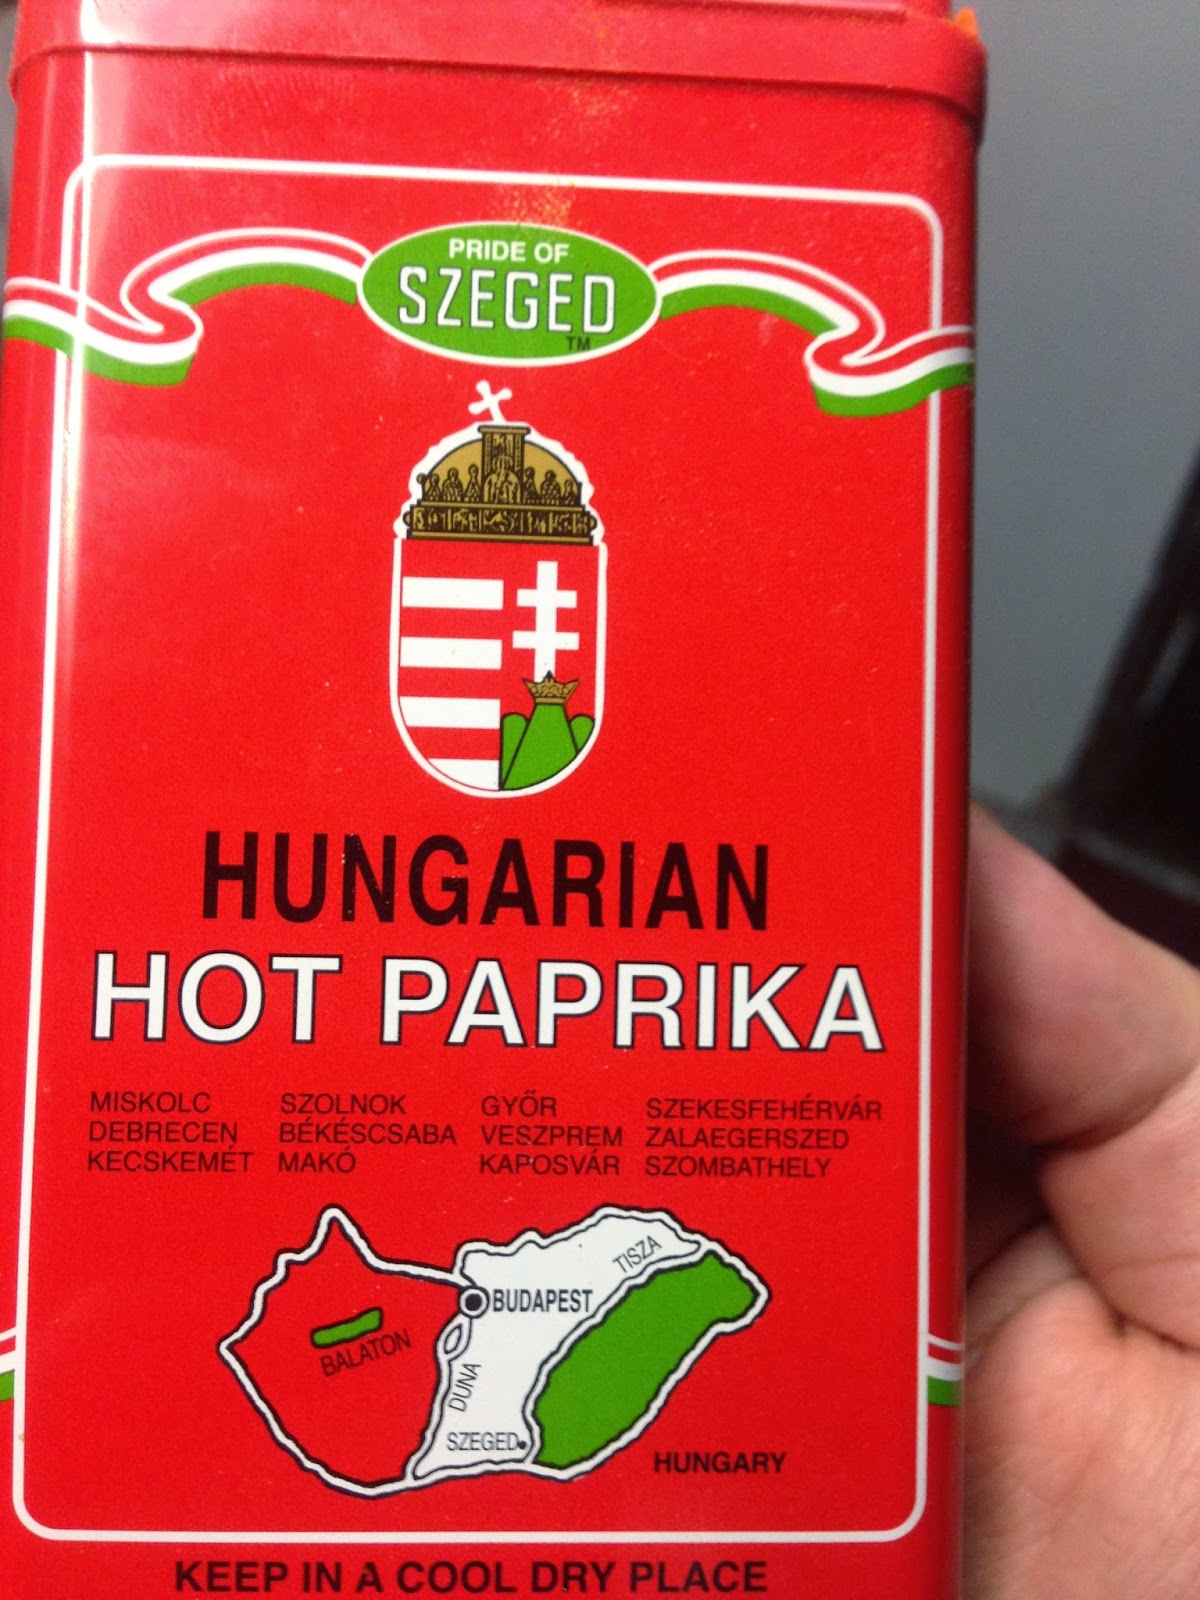 PRIDE OF
SZEGED
TM
HUNGARIAN
HOT PAPRIKA
MISKOLC SZOLNOK GYŐR SZEKESFEHÉRVÁR
DEBRECEN BÉKÉSCSABA VESZPREM ZALAEGERSZED
KECSKEMÉT MAKÓ KAPOSVÁR SZOMBATHELY
TISZA
BUDAPEST
BALATON
DUNA
SZEGED
HUNGARY
KEEP IN A COOL DRY PLACE